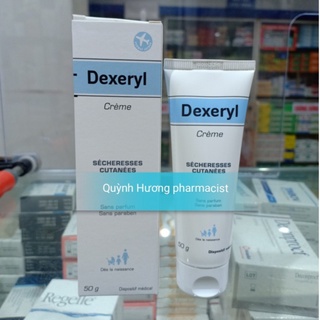 Dexeryl
Crème
SÉCHERESSES
CUTANÉES
Sans parfum
Sans paraben
Dès la naissance
50 g
Dispositif médical
Dexeryl
Crème
SÉCHERESSES
CUTANÉES
Sans parfum
Sans paraben
50 g
Quỳnh Hương pharmacist
Regelle